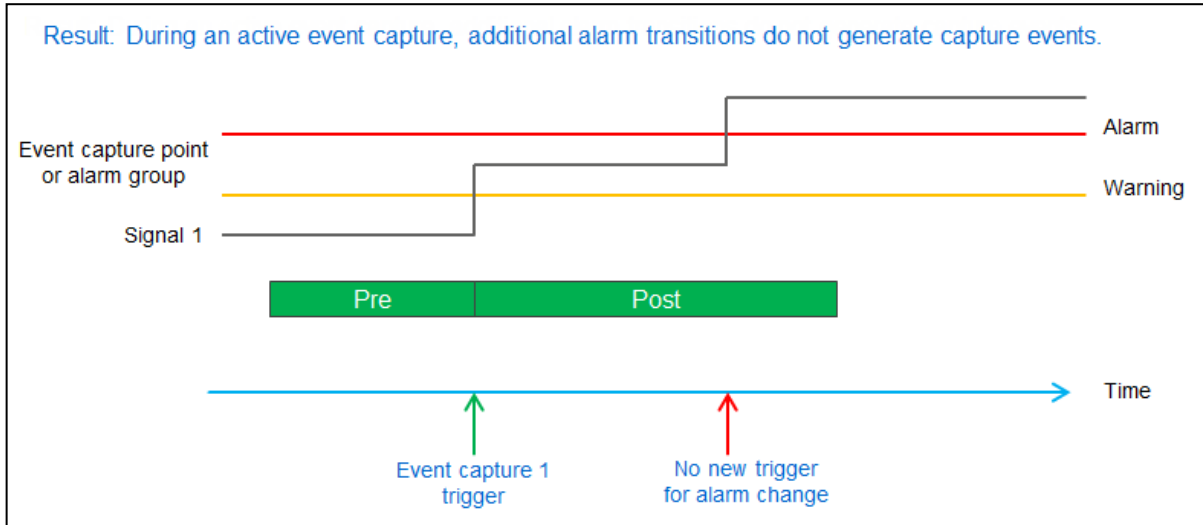 Result: During an active event capture, additional alarm transitions do not generate capture events.
Alarm
Event capture point
or alarm group
Warning
Signal 1
Pre
Post
Time
Event capture 1
trigger
No new trigger
for alarm change